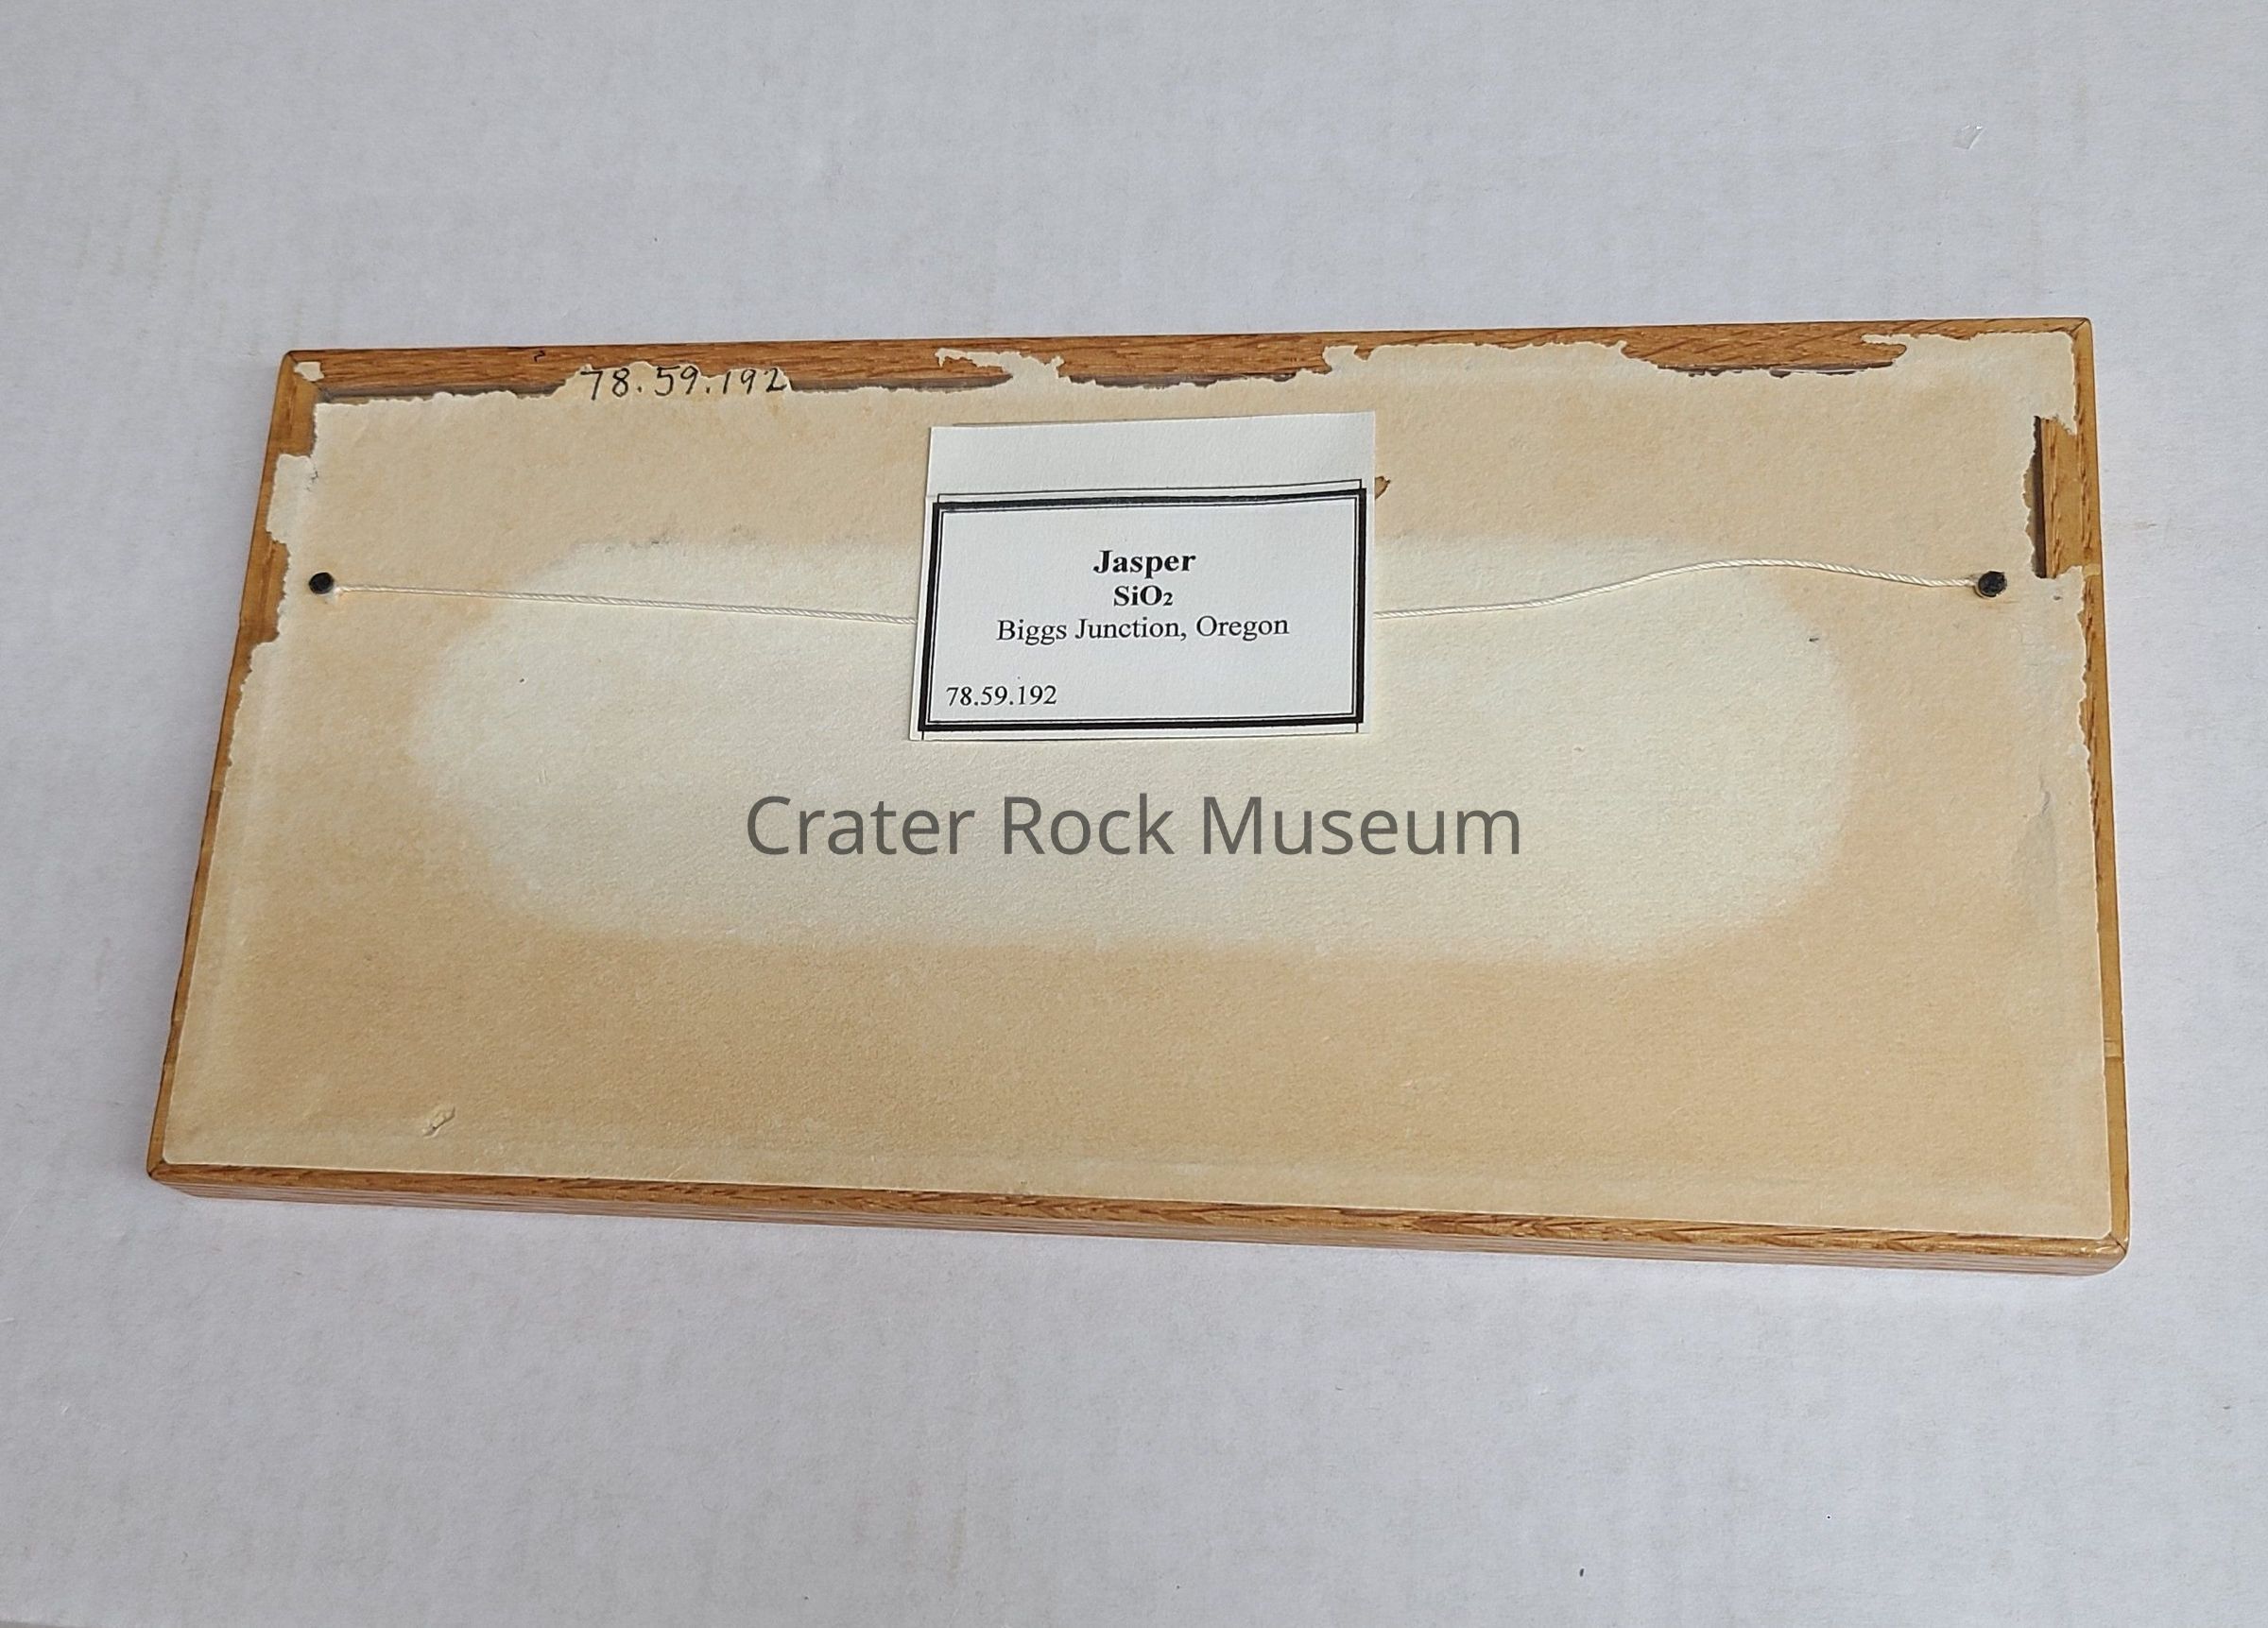 78.59.192
Jasper
SiO₂
Biggs Junction, Oregon
78.59.192
Crater Rock Museum